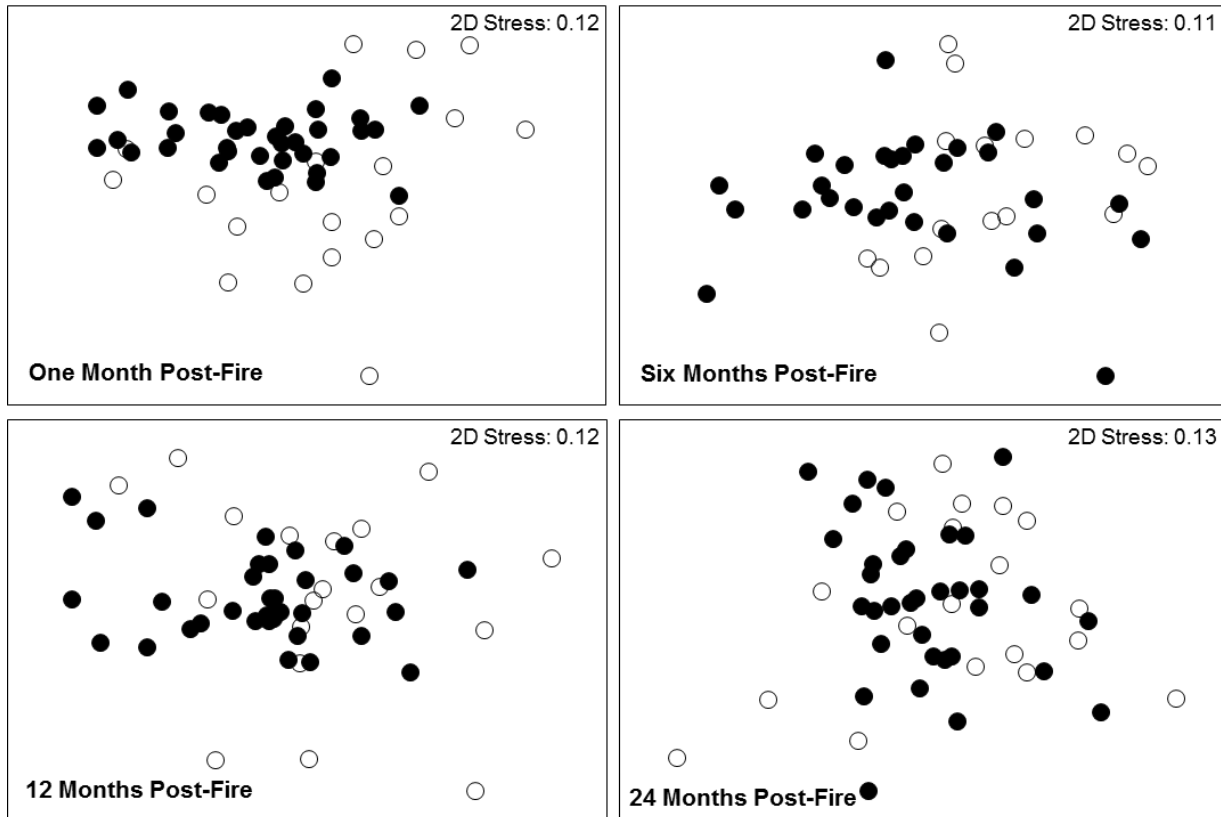 2D Stress: 0.12
One Month Post-Fire
2D Stress: 0.11
Six Months Post-Fire
2D Stress: 0.12
12 Months Post-Fire
2D Stress: 0.13
24 Months Post-Fire